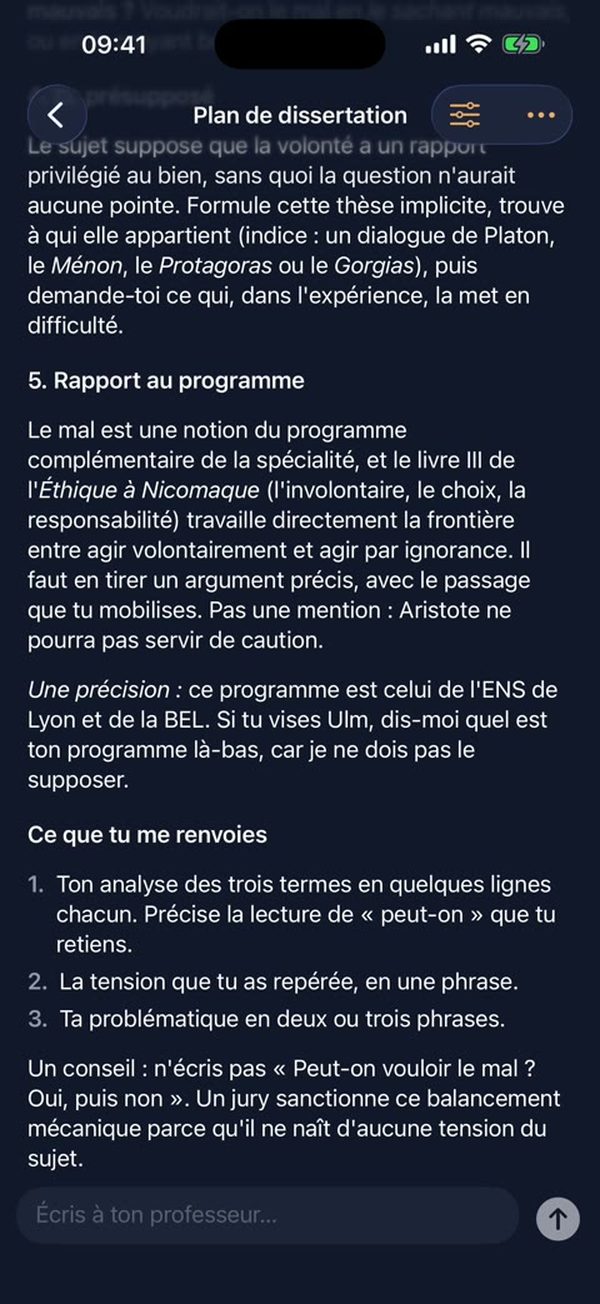 09:41
Plan de dissertation
Le sujet suppose que la volonté a un rapport
privilégié au bien, sans quoi la question n'aurait
aucune pointe. Formule cette thèse implicite, trouve
à qui elle appartient (indice : un dialogue de Platon,
le Ménon, le Protagoras ou le Gorgias), puis
demande-toi ce qui, dans l'expérience, la met en
difficulté.
5. Rapport au programme
Le mal est une notion du programme
complémentaire de la spécialité, et le livre III de
l'Éthique à Nicomaque (l'involontaire, le choix, la
responsabilité) travaille directement la frontière
entre agir volontairement et agir par ignorance. Il
faut en tirer un argument précis, avec le passage
que tu mobilises. Pas une mention : Aristote ne
pourra pas servir de caution.
Une précision : ce programme est celui de l'ENS de
Lyon et de la BEL. Si tu vises Ulm, dis-moi quel est
ton programme là-bas, car je ne dois pas le
supposer.
Ce que tu me renvoies
1. Ton analyse des trois termes en quelques lignes
chacun. Précise la lecture de « peut-on » que tu
retiens.
2. La tension que tu as repérée, en une phrase.
3. Ta problématique en deux ou trois phrases.
Un conseil : n'écris pas « Peut-on vouloir le mal ?
Oui, puis non ». Un jury sanctionne ce balancement
mécanique parce qu'il ne naît d'aucune tension du
sujet.
Écris à ton professeur...